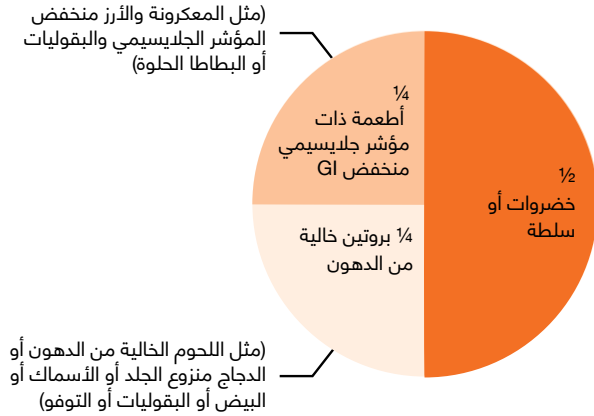 (مثل المعكرونة والأرز منخفض
المؤشر الجلايسيمي والبقوليات
أو البطاطا الحلوة)
¼
أطعمة ذات
مؤشر جلايسيمي
منخفض GI
½
خضروات أو
سلطة
¼ بروتين خالية
من الدهون
(مثل اللحوم الخالية من الدهون أو
الدجاج منزوع الجلد أو الأسماك أو
البيض أو البقوليات أو التوفو)